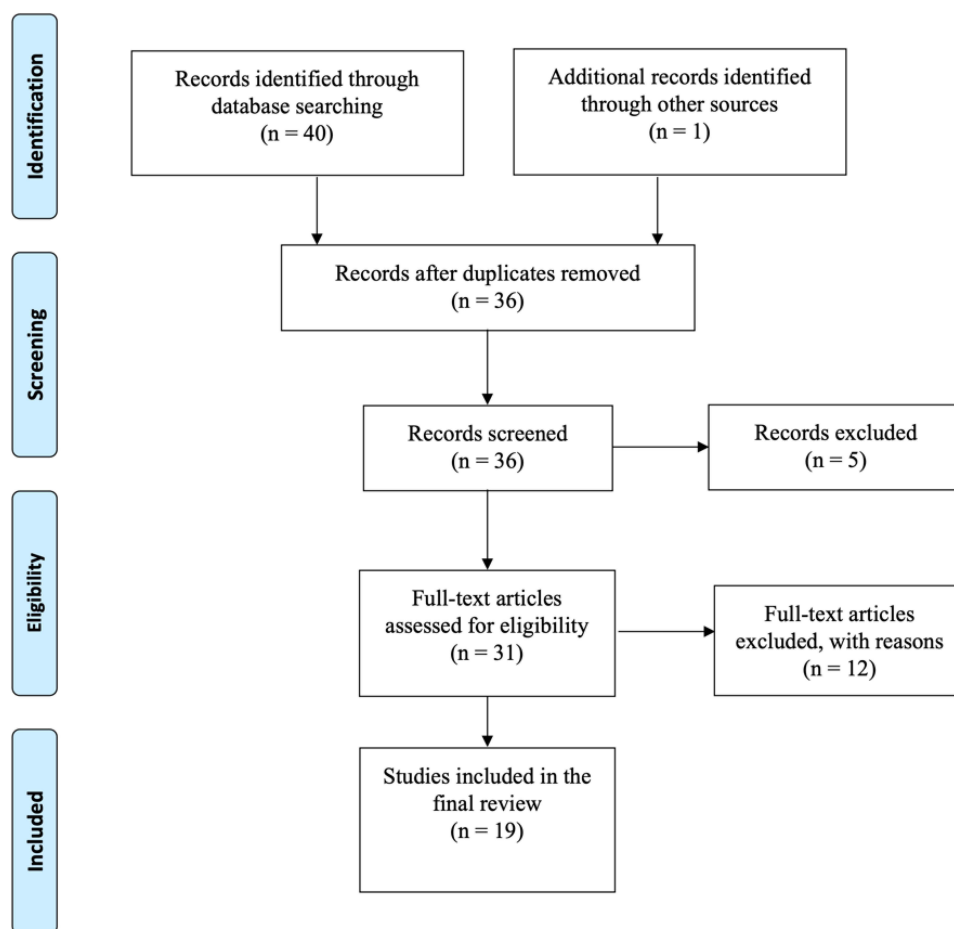 Identification
Records identified through
database searching
(n = 40)
Additional records identified
through other sources
(n = 1)
Screening
Records after duplicates removed
(n = 36)
Records screened
(n = 36)
Records excluded
(n = 5)
Eligibility
Full-text articles
assessed for eligibility
(n = 31)
Full-text articles
excluded, with reasons
(n = 12)
Included
Studies included in the
final review
(n = 19)